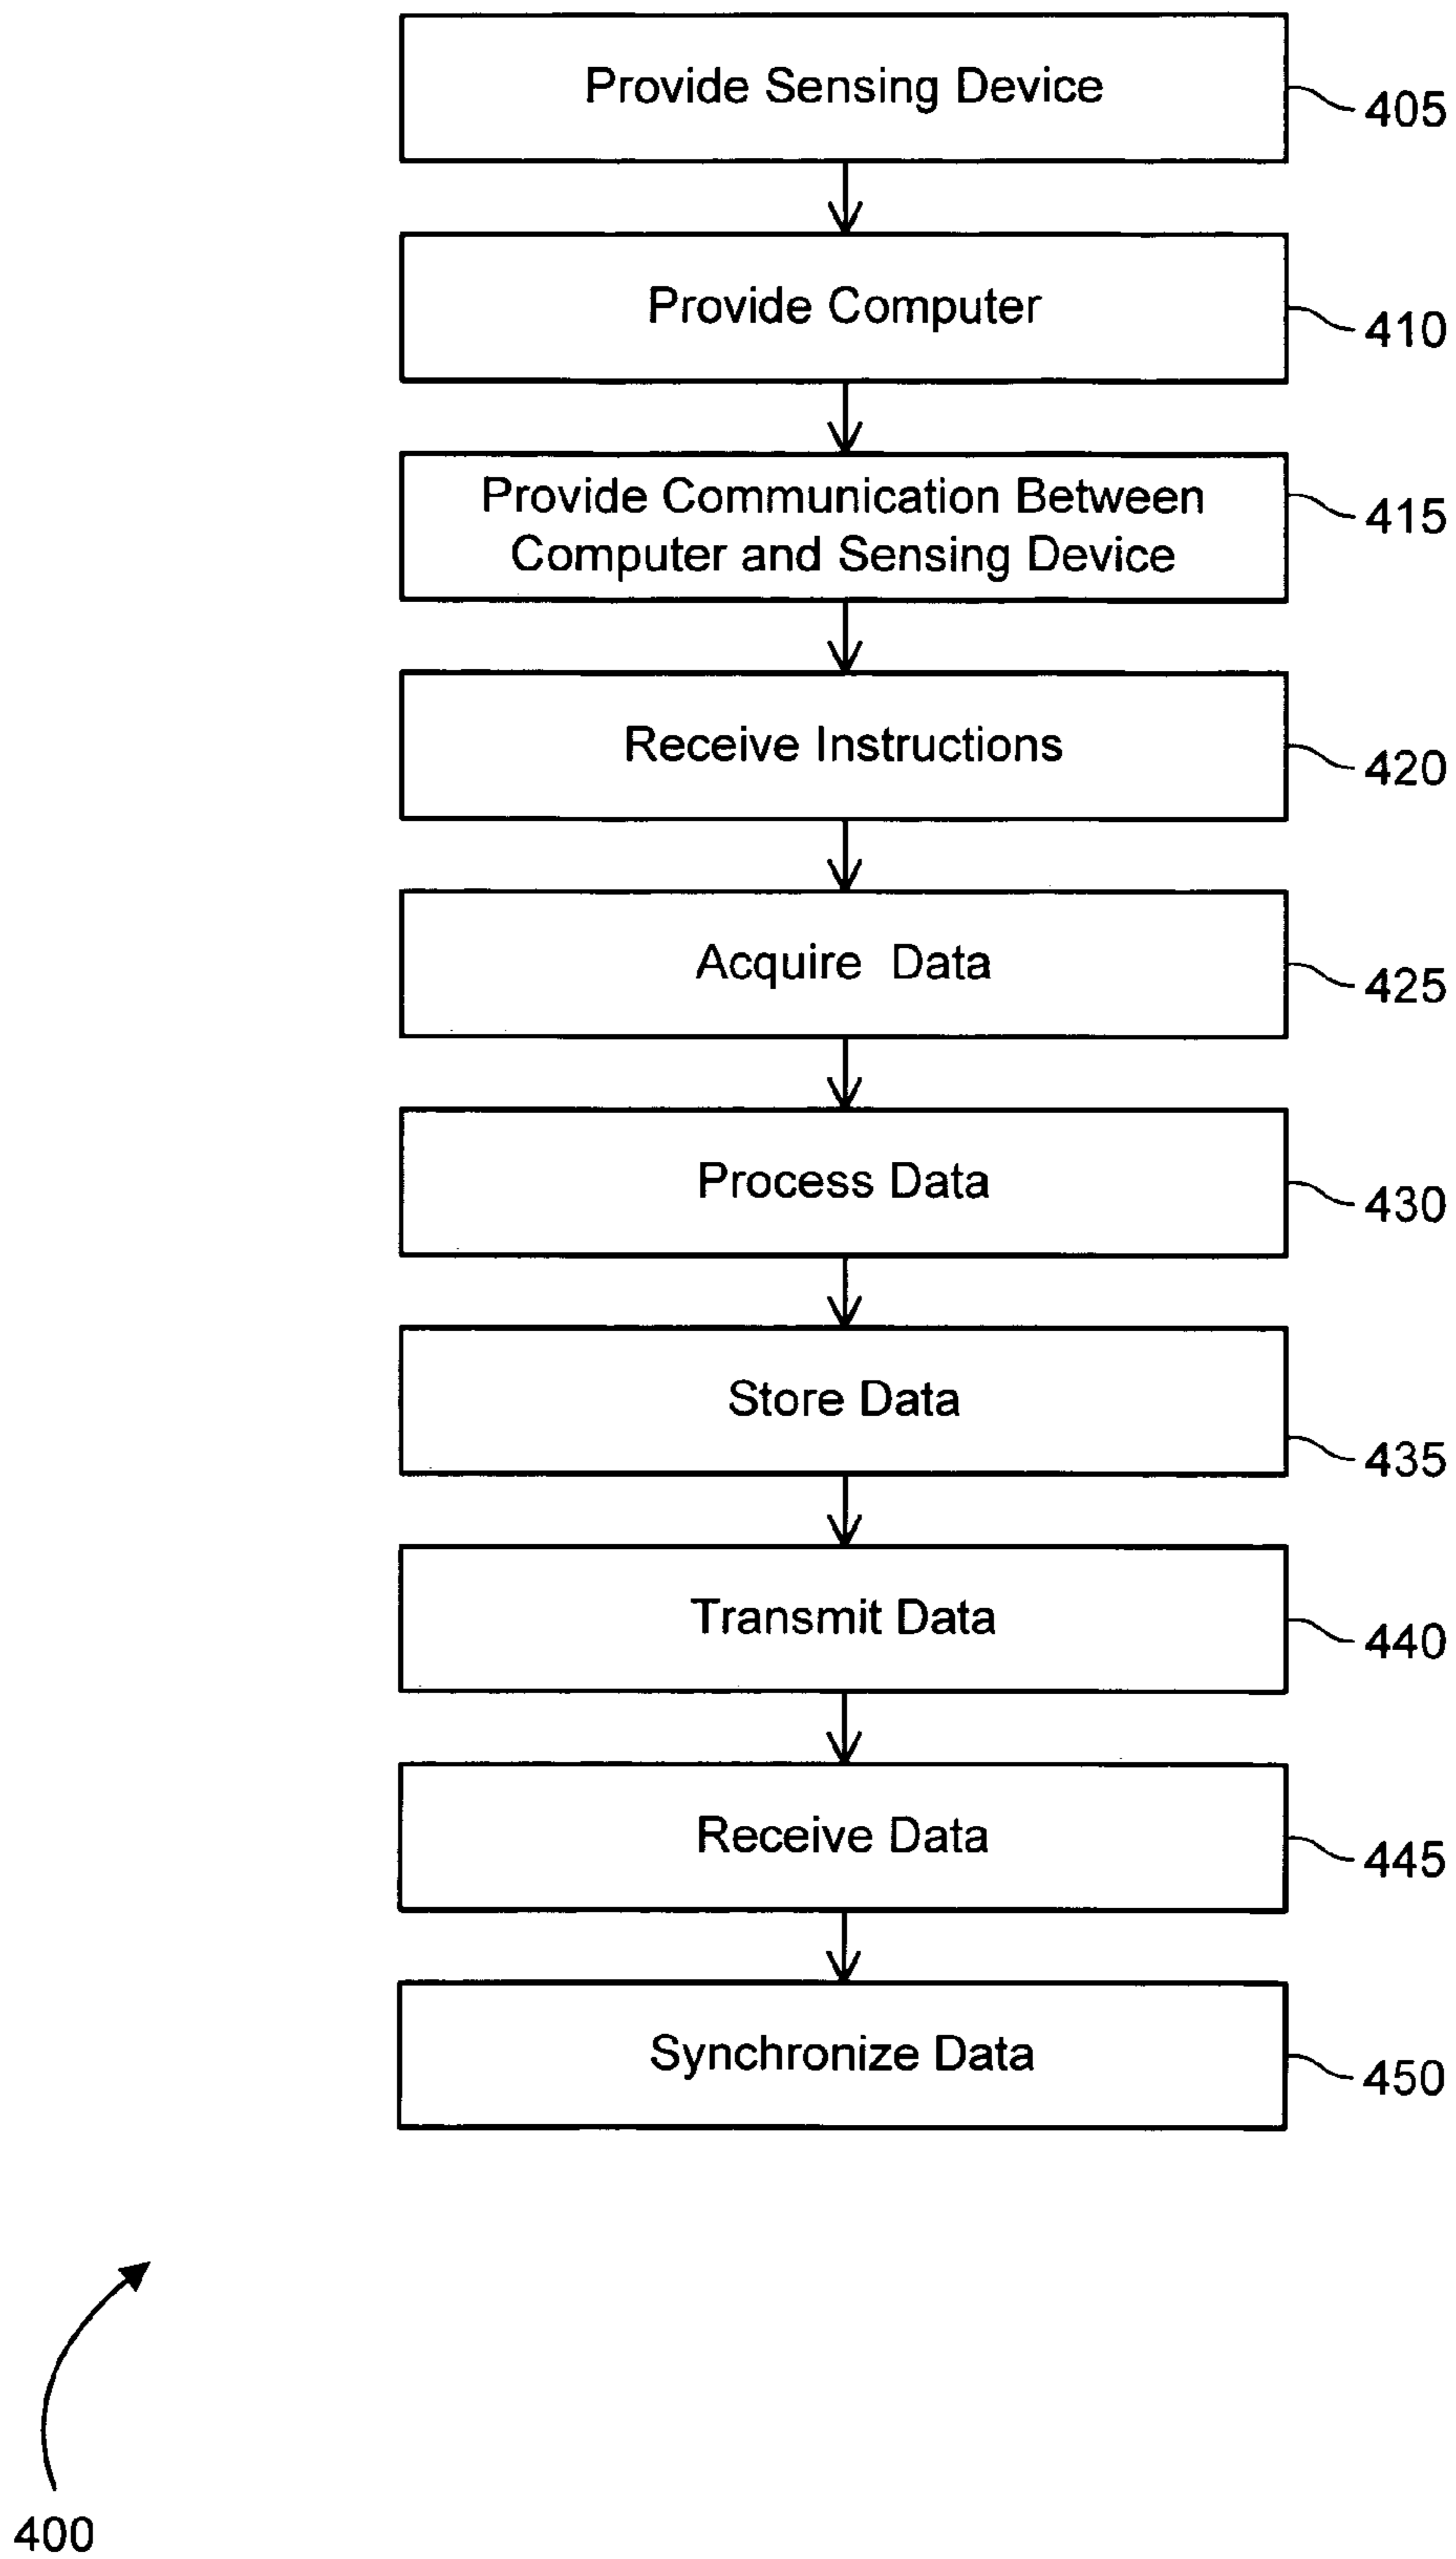 Provide Sensing Device
405
Provide Computer
410
Provide Communication Between
Computer and Sensing Device
415
Receive Instructions
420
Acquire Data
425
Process Data
430
Store Data
435
Transmit Data
440
Receive Data
445
Synchronize Data
450
400